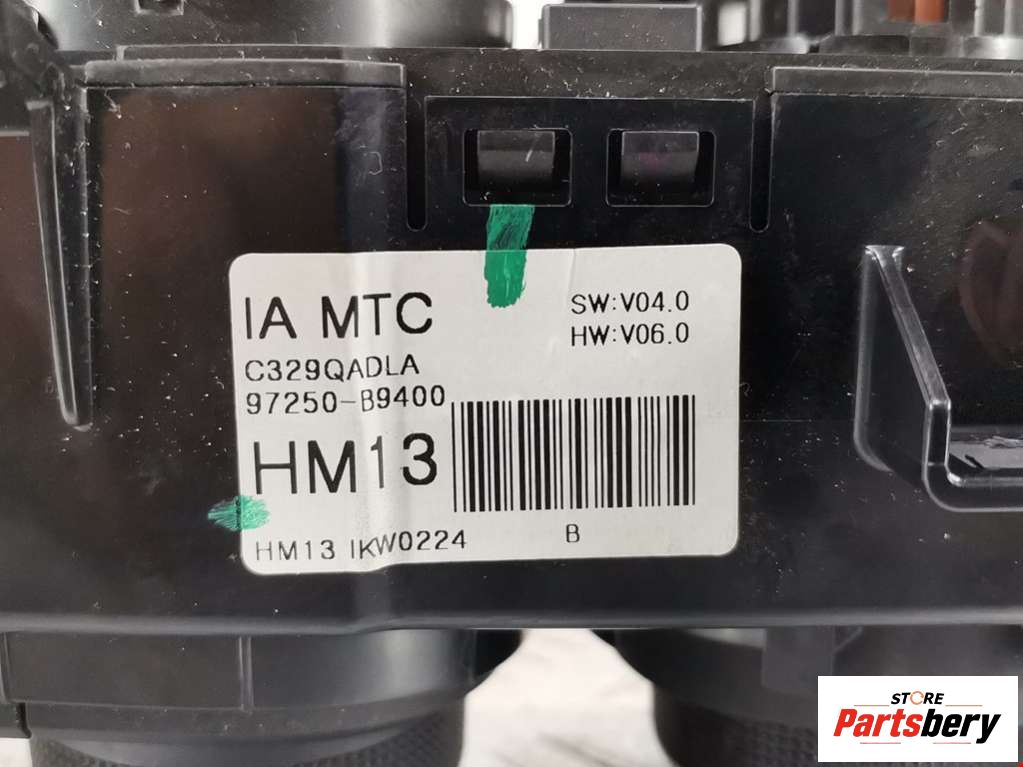 IA MTC
SW:V04.0
HW:V06.0
C329QADLA
97250-B9400
HM13
HM13 IKW0224
B
STORE
Partsbery